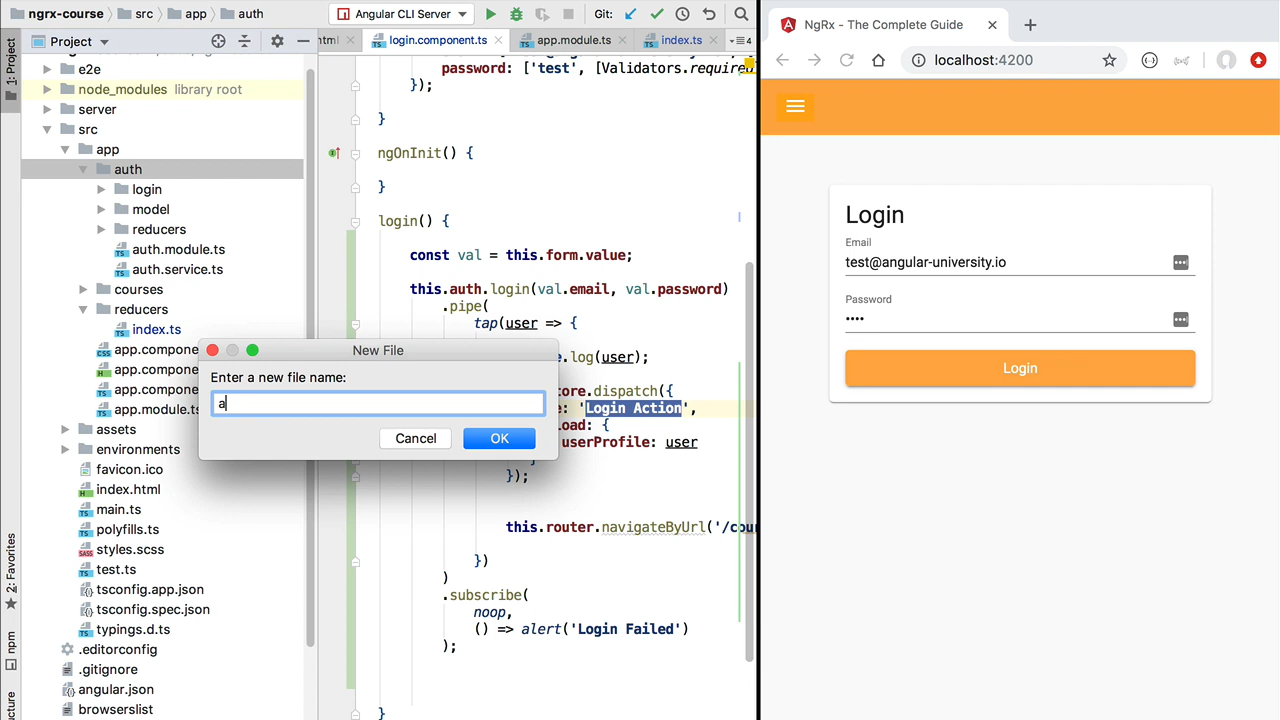 ngrx-course src app auth
Angular CLI Server
Git:
1: Project
2: Favorites
npm
Project
e2e
node_modules library root
server
src
app
auth
login
model
reducers
auth.module.ts
auth.service.ts
courses
reducers
index.ts
app.compone
app.compone
app.compone
app.module.ts
assets
environments
favicon.ico
index.html
main.ts
polyfills.ts
styles.scss
test.ts
tsconfig.app.json
tsconfig.spec.json
typings.d.ts
.editorconfig
.gitignore
angular.json
browserslist
html
login.component.ts
app.module.ts
index.ts
4
password: ['test', [Validators.required
});
}
ngOnInit() {
}
login() {
const val = this.form.value;
this.auth.login(val.email, val.password)
.pipe(
tap(user => {
e.log(user);
tore.dispatch({
e: 'Login Action',
load: {
userProfile: user
}
});
this.router.navigateByUrl('/cou
})
)
.subscribe(
noop,
() => alert('Login Failed')
);
}
New File
Enter a new file name:
a
Cancel
OK
NgRx - The Complete Guide
localhost:4200
Login
Email
test@angular-university.io
Password
••••
Login